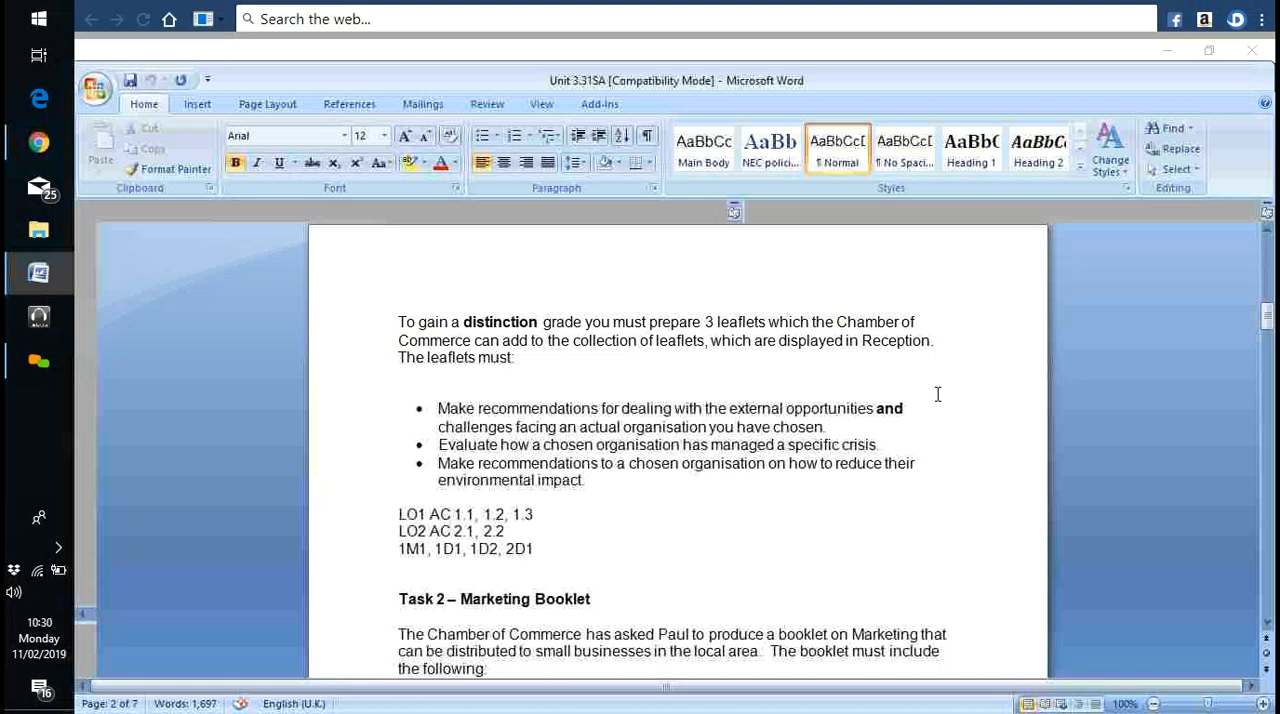 Search the web...
Unit 3.31SA [Compatibility Mode] - Microsoft Word
Home Insert Page Layout References Mailings Review View Add-Ins
Cut
Copy
Paste
Format Painter
Clipboard
Arial 12
Font
Paragraph
AaBbCc AaBb AaBbCcD AaBbCcD AaBbC AaBbCc
Main Body NEC polici... ¶ Normal ¶ No Spaci... Heading 1 Heading 2
Change Styles
Styles
Find
Replace
Select
Editing
25
To gain a distinction grade you must prepare 3 leaflets which the Chamber of
Commerce can add to the collection of leaflets, which are displayed in Reception.
The leaflets must:
• Make recommendations for dealing with the external opportunities and
challenges facing an actual organisation you have chosen.
• Evaluate how a chosen organisation has managed a specific crisis.
• Make recommendations to a chosen organisation on how to reduce their
environmental impact.
LO1 AC 1.1, 1.2, 1.3
LO2 AC 2.1, 2.2
1M1, 1D1, 1D2, 2D1
Task 2 – Marketing Booklet
The Chamber of Commerce has asked Paul to produce a booklet on Marketing that
can be distributed to small businesses in the local area. The booklet must include
the following:
10:30
Monday
11/02/2019
16
Page: 2 of 7 Words: 1,697 English (U.K.) 100%